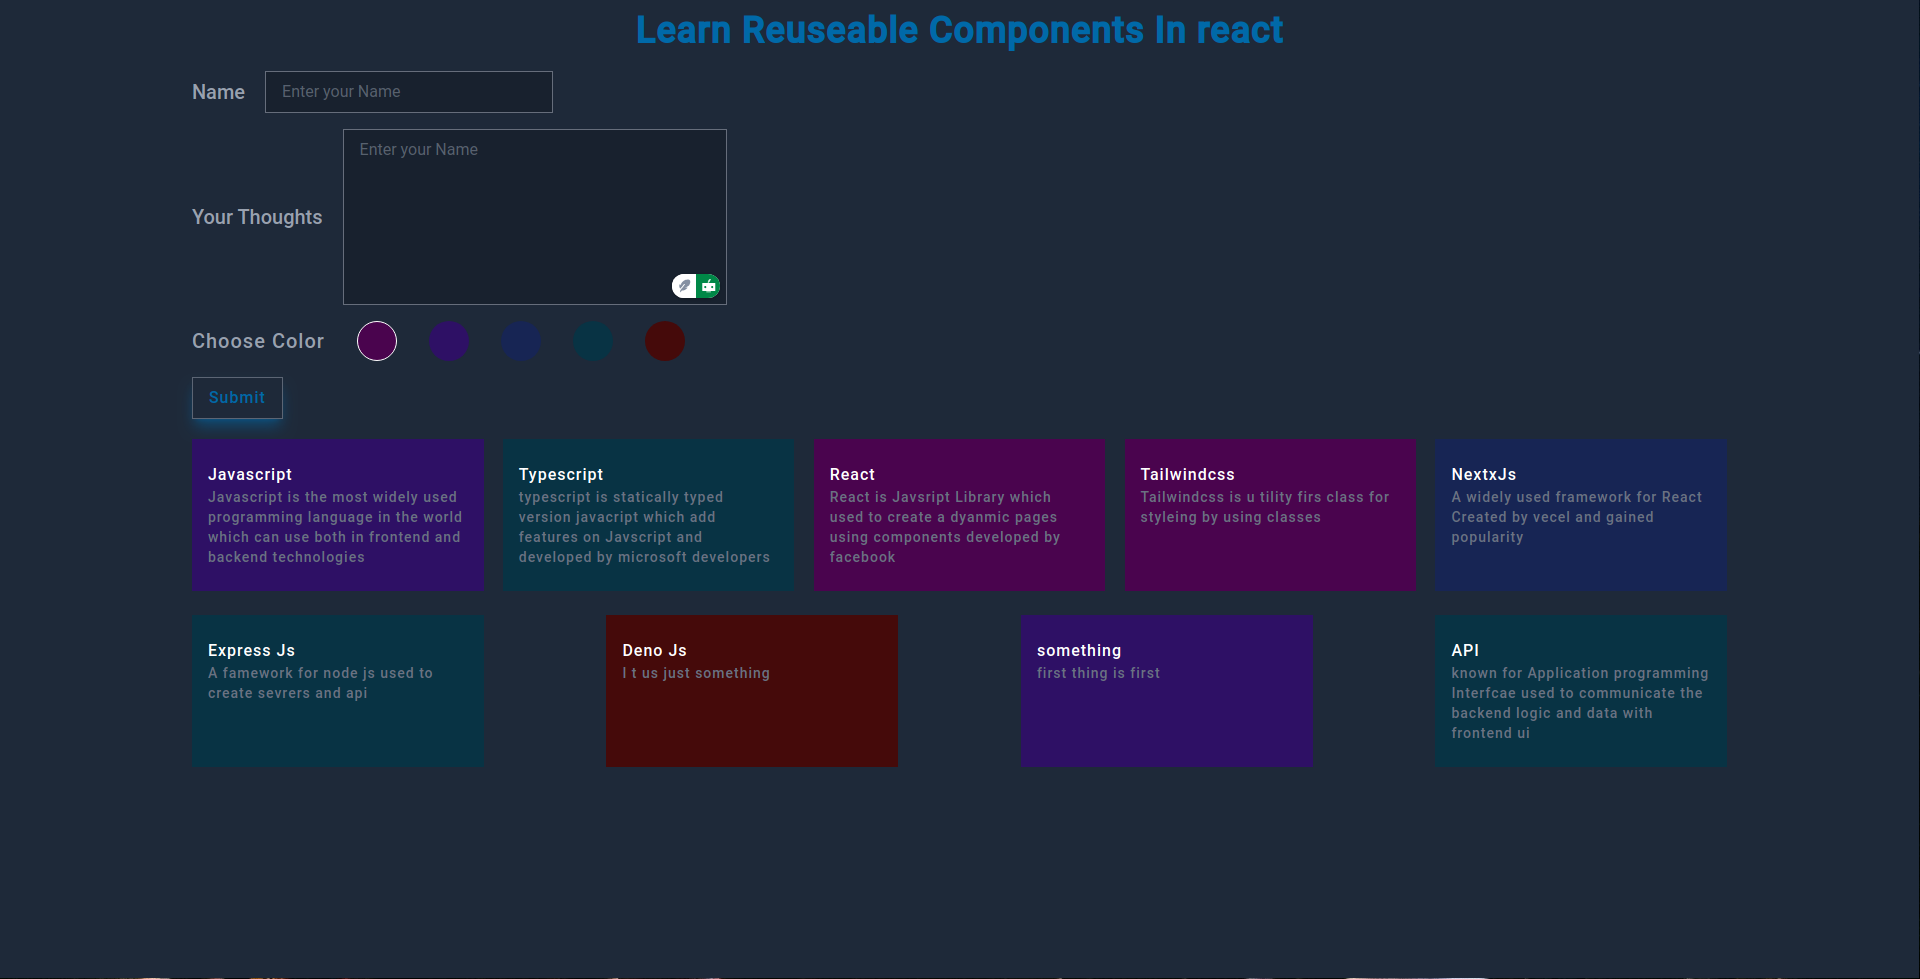 Learn Reuseable Components In react
Name
Enter your Name
Enter your Name
Your Thoughts
Choose Color
Submit
Javascript
Javascript is the most widely used
programming language in the world
which can use both in frontend and
backend technologies
Typescript
typescript is statically typed
version javacript which add
features on Javscript and
developed by microsoft developers
React
React is Javsript Library which
used to create a dyanmic pages
using components developed by
facebook
Tailwindcss
Tailwindcss is u tility firs class for
styleing by using classes
NextxJs
A widely used framework for React
Created by vecel and gained
popularity
Express Js
A famework for node js used to
create sevrers and api
Deno Js
I t us just something
something
first thing is first
API
known for Application programming
Interfcae used to communicate the
backend logic and data with
frontend ui